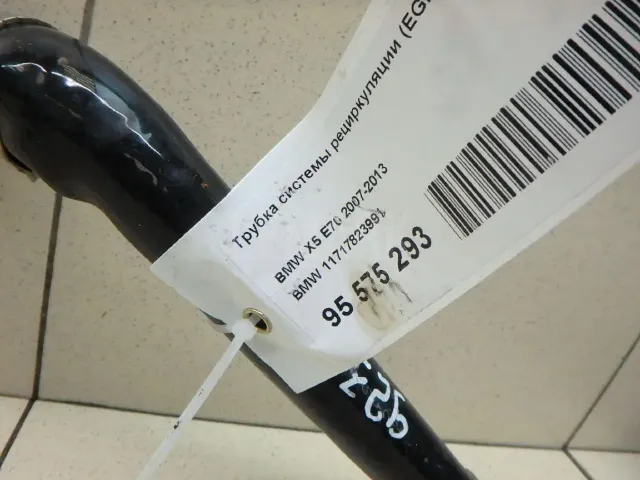 Трубка системы рециркуляции (EG
BMW X5 E70 2007-2013
BMW 11717823991
95 575 293